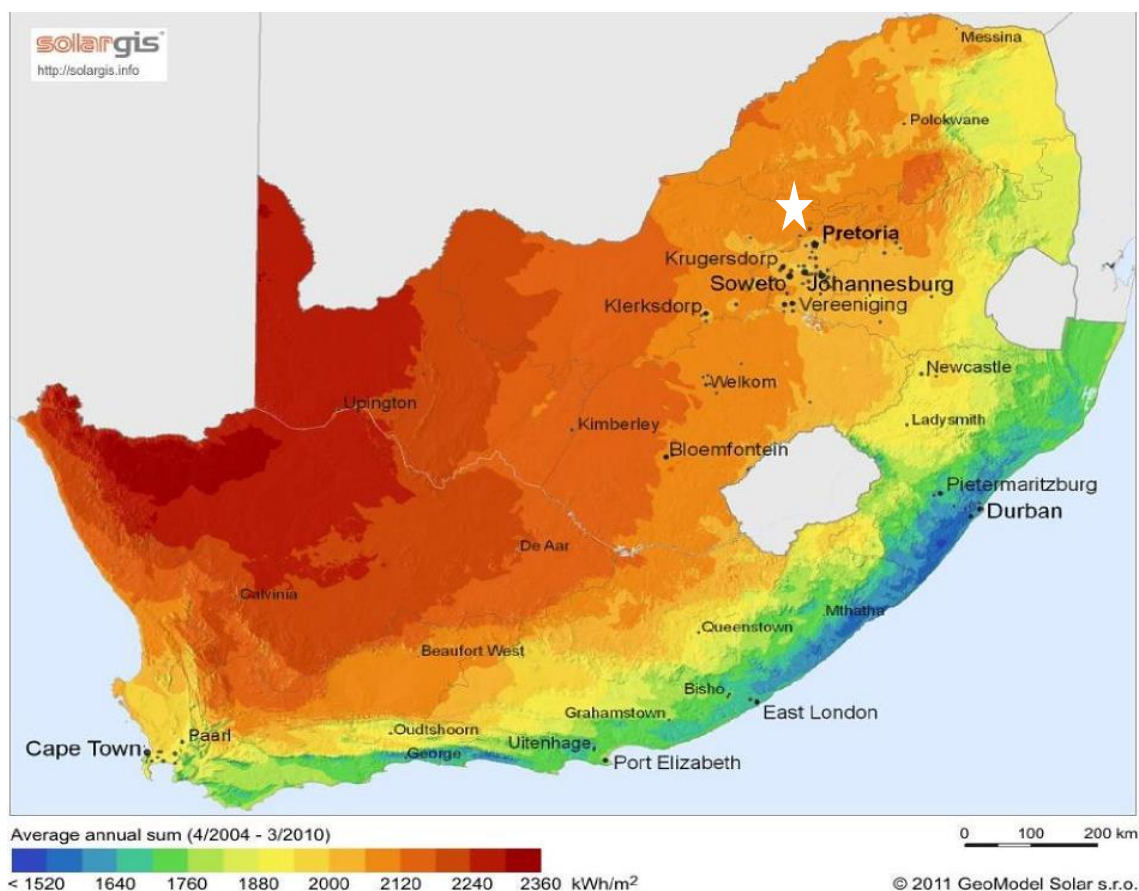 sollargis
http://solargis.info
Messina
Polokwane
Pretoria
Krugersdorp
Soweto Johannesburg
Klerksdorp Vereeniging
Newcastle
Welkom
Upington
Ladysmith
Kimberley
Bloemfontein
Pietermaritzburg
Durban
De Aar
Calvinia
Mthatha
Queenstown
Beaufort West
Bisho
Grahamstown
East London
Oudtshoorn
Paarl
Uitenhage
Cape Town
George
Port Elizabeth
Average annual sum (4/2004 - 3/2010)
0 100 200 km
< 1520 1640 1760 1880 2000 2120 2240 2360 kWh/m²
© 2011 GeoModel Solar s.r.o.